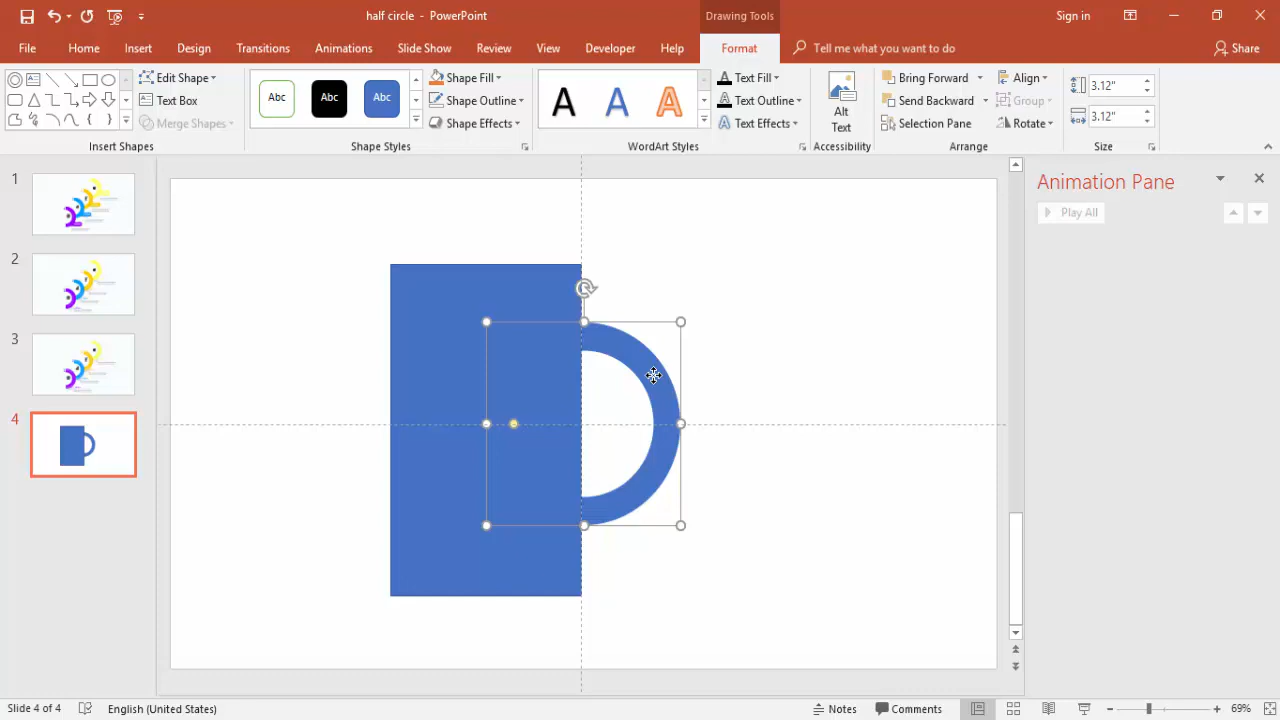 half circle - PowerPoint
Drawing Tools
Sign in
File Home Insert Design Transitions Animations Slide Show Review View Developer Help Format Tell me what you want to do Share
Edit Shape
Text Box
Merge Shapes
Insert Shapes
Abc Abc Abc
Shape Fill
Shape Outline
Shape Effects
Shape Styles
A A A
Text Fill
Text Outline
Text Effects
WordArt Styles
Alt
Text
Accessibility
Bring Forward
Send Backward
Selection Pane
Align
Group
Rotate
Arrange
3.12"
3.12"
Size
1
2
3
4
Animation Pane
Play All
Slide 4 of 4 English (United States) Notes Comments 69%